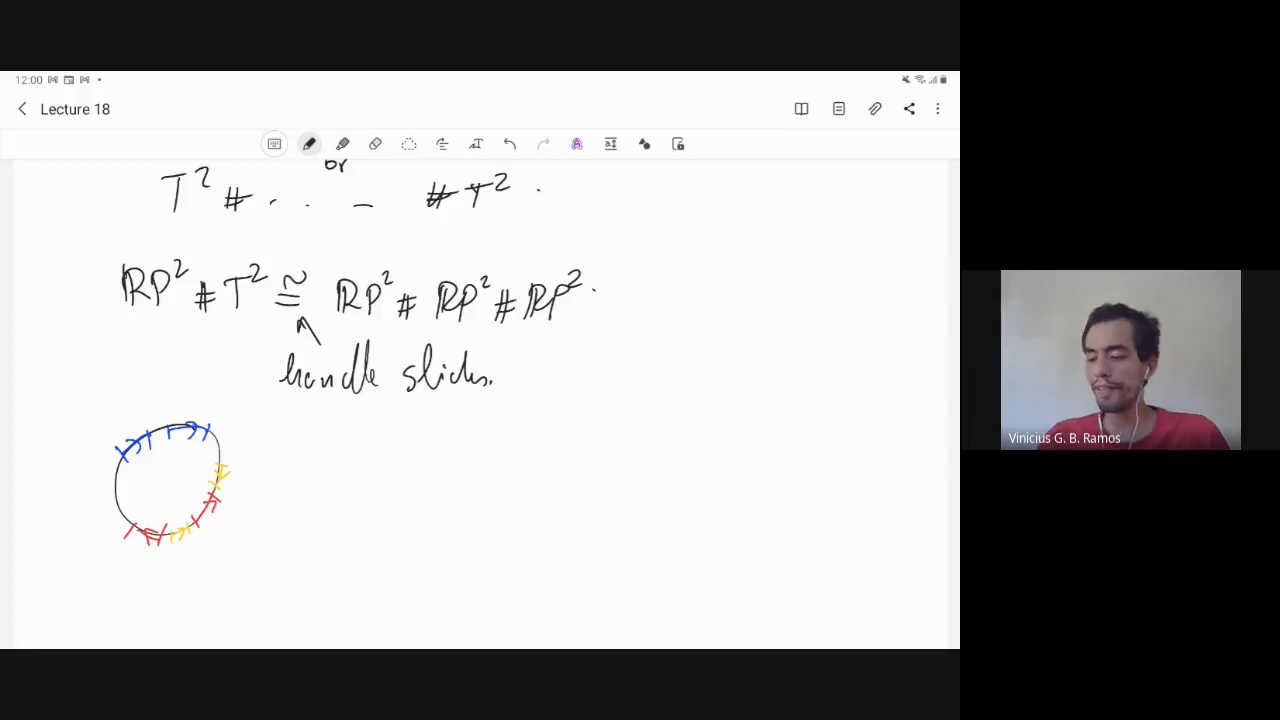 12:00
Lecture 18
or
T² # . . _ # T² .
RP² # T² ≅ RP² # RP² # RP² .
handle slides.
Vinicius G. B. Ramos